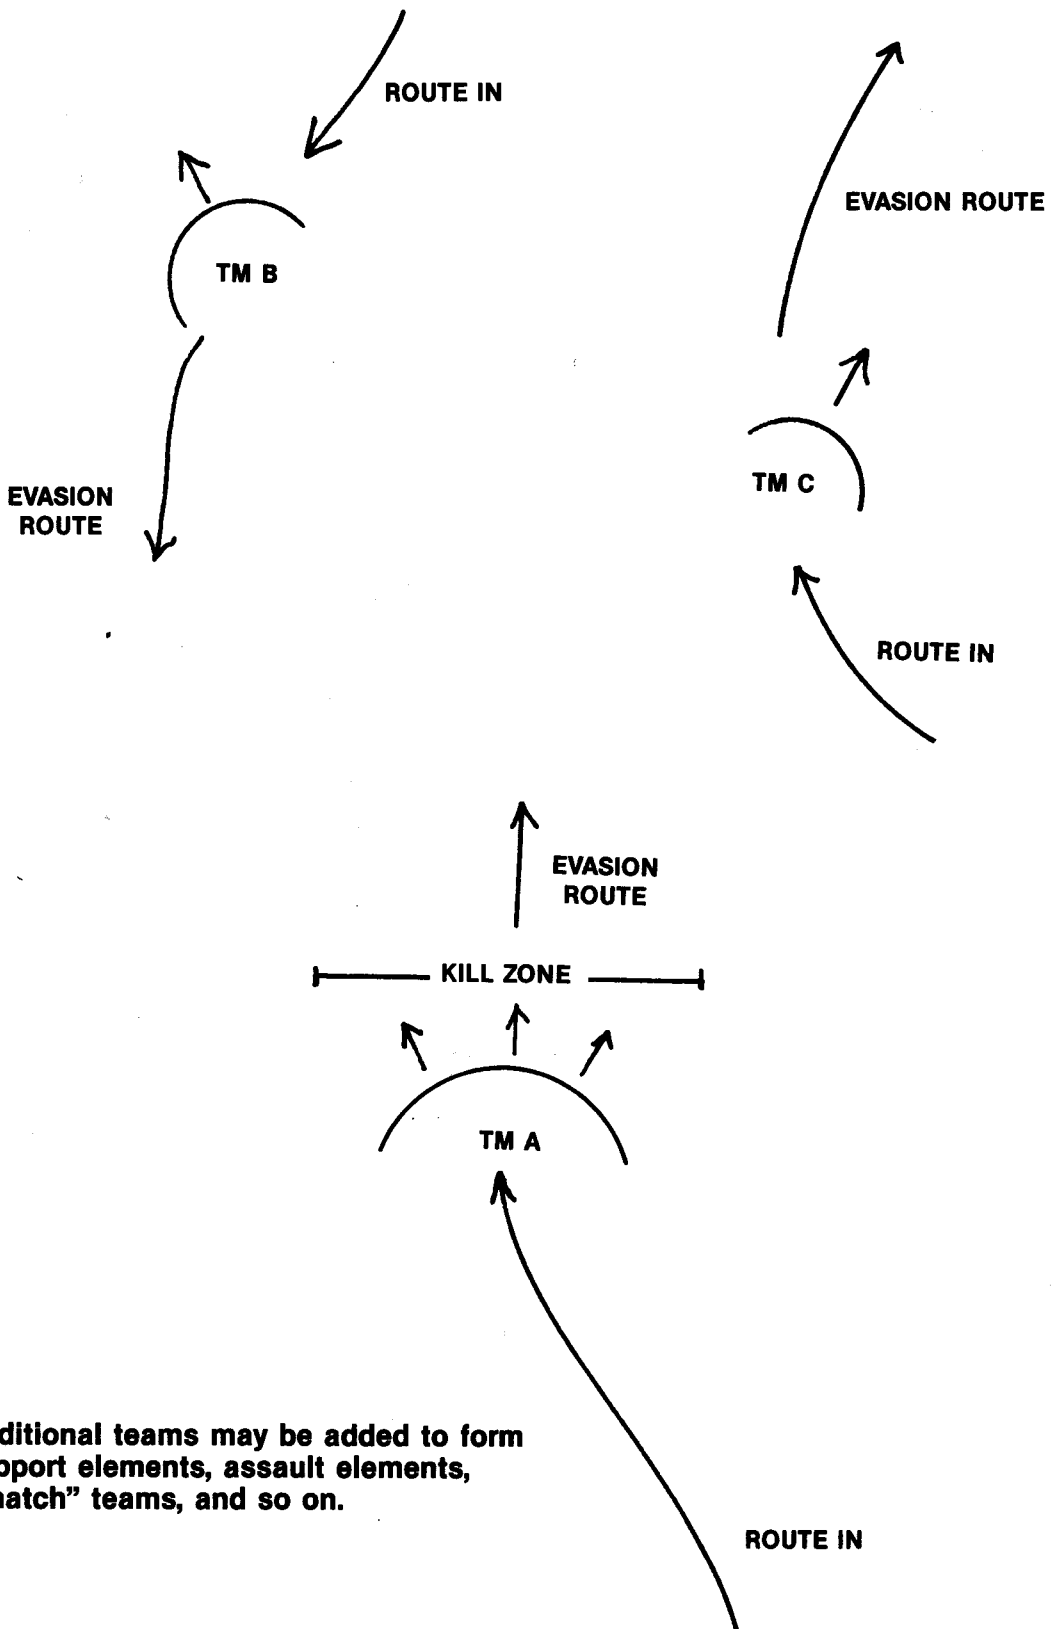 ROUTE IN
EVASION ROUTE
TM B
EVASION
ROUTE
TM C
ROUTE IN
EVASION
ROUTE
KILL ZONE
TM A
ditional teams may be added to form
pport elements, assault elements,
natch” teams, and so on.
ROUTE IN